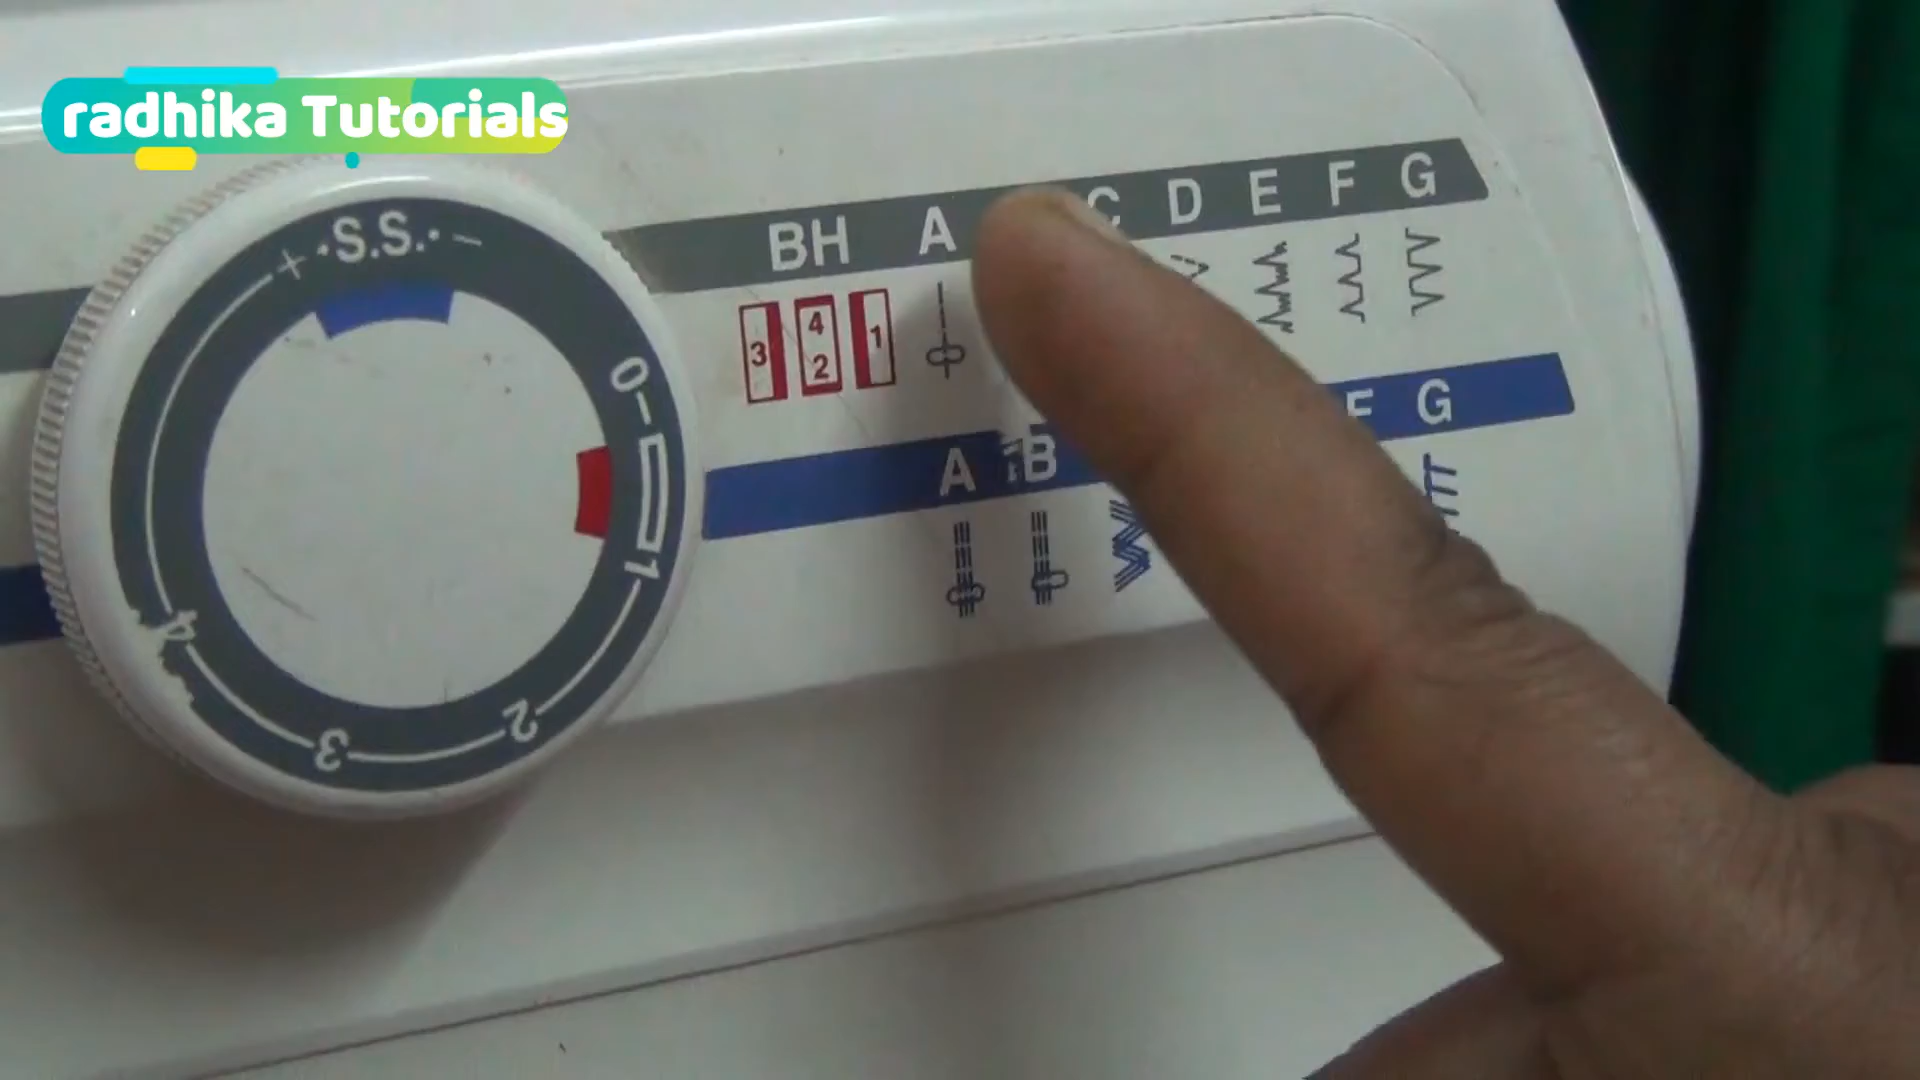 radhika Tutorials
BH A C D E F G
3 4 2 1
A B F G
+ •S.S.• −
0 1 2 3 4